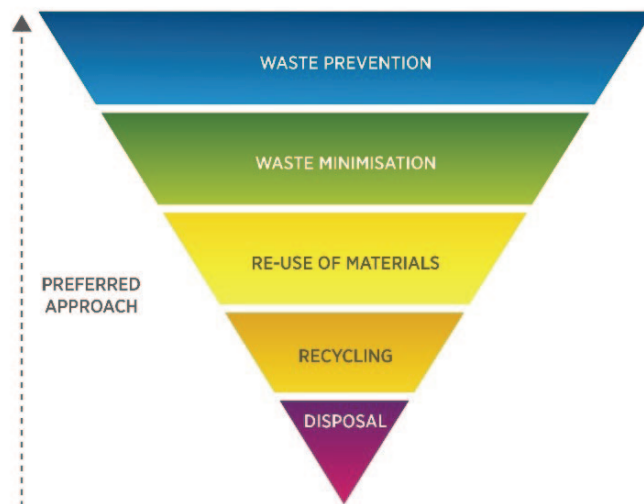 WASTE PREVENTION
WASTE MINIMISATION
RE-USE OF MATERIALS
PREFERRED
APPROACH
RECYCLING
DISPOSAL